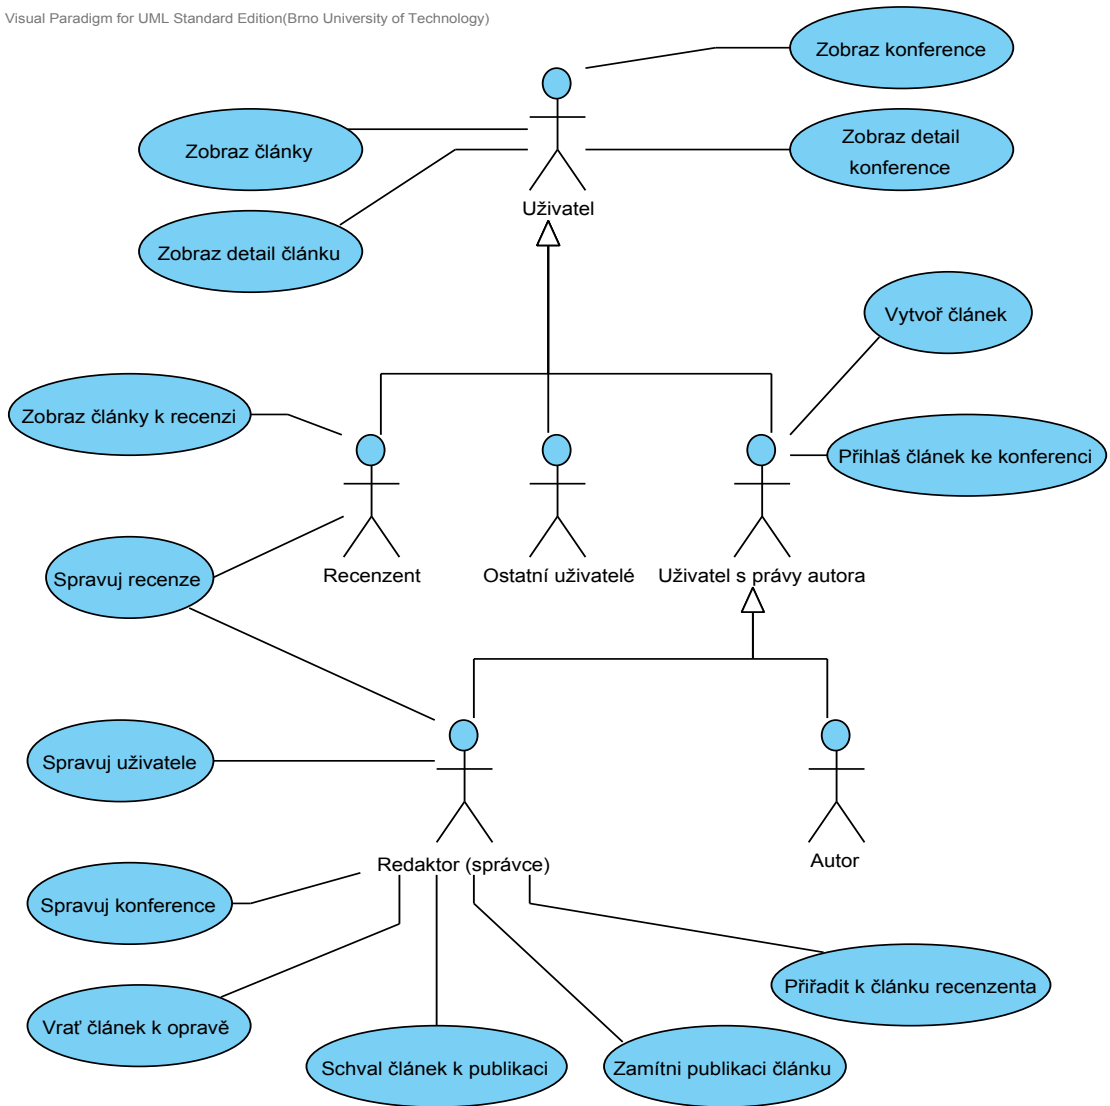 Visual Paradigm for UML Standard Edition(Brno University of Technology)
Zobraz konference
Zobraz články
Zobraz detail
konference
Uživatel
Zobraz detail článku
Vytvoř článek
Zobraz články k recenzi
Přihlaš článek ke konferenci
Recenzent
Ostatní uživatelé
Uživatel s právy autora
Spravuj recenze
Spravuj uživatele
Redaktor (správce)
Autor
Spravuj konference
Přiřadit k článku recenzenta
Vrať článek k opravě
Schval článek k publikaci
Zamítni publikaci článku